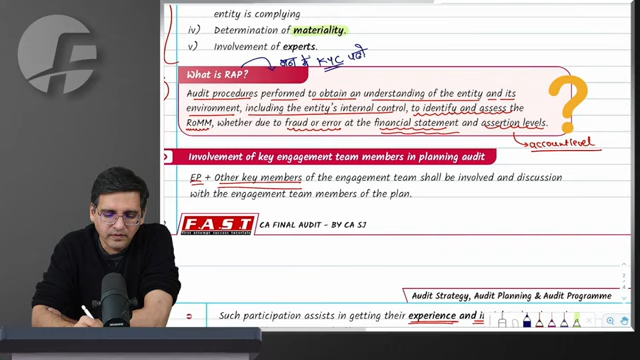 entity is complying
iv) Determination of materiality.
v) Involvement of experts.
KYC
What is RAP?
Audit procedures performed to obtain an understanding of the entity and its
environment, including the entity's internal control, to identify and assess the
RoMM, whether due to fraud or error at the financial statement and assertion levels.
?
account level
Involvement of key engagement team members in planning audit
EP + Other key members of the engagement team shall be involved and discussion
with the engagement team members of the plan.
FAST
first attempt success tutorials
CA FINAL AUDIT - BY CA SJ
Audit Strategy, Audit Planning & Audit Programme
Such participation assists in getting their experience and